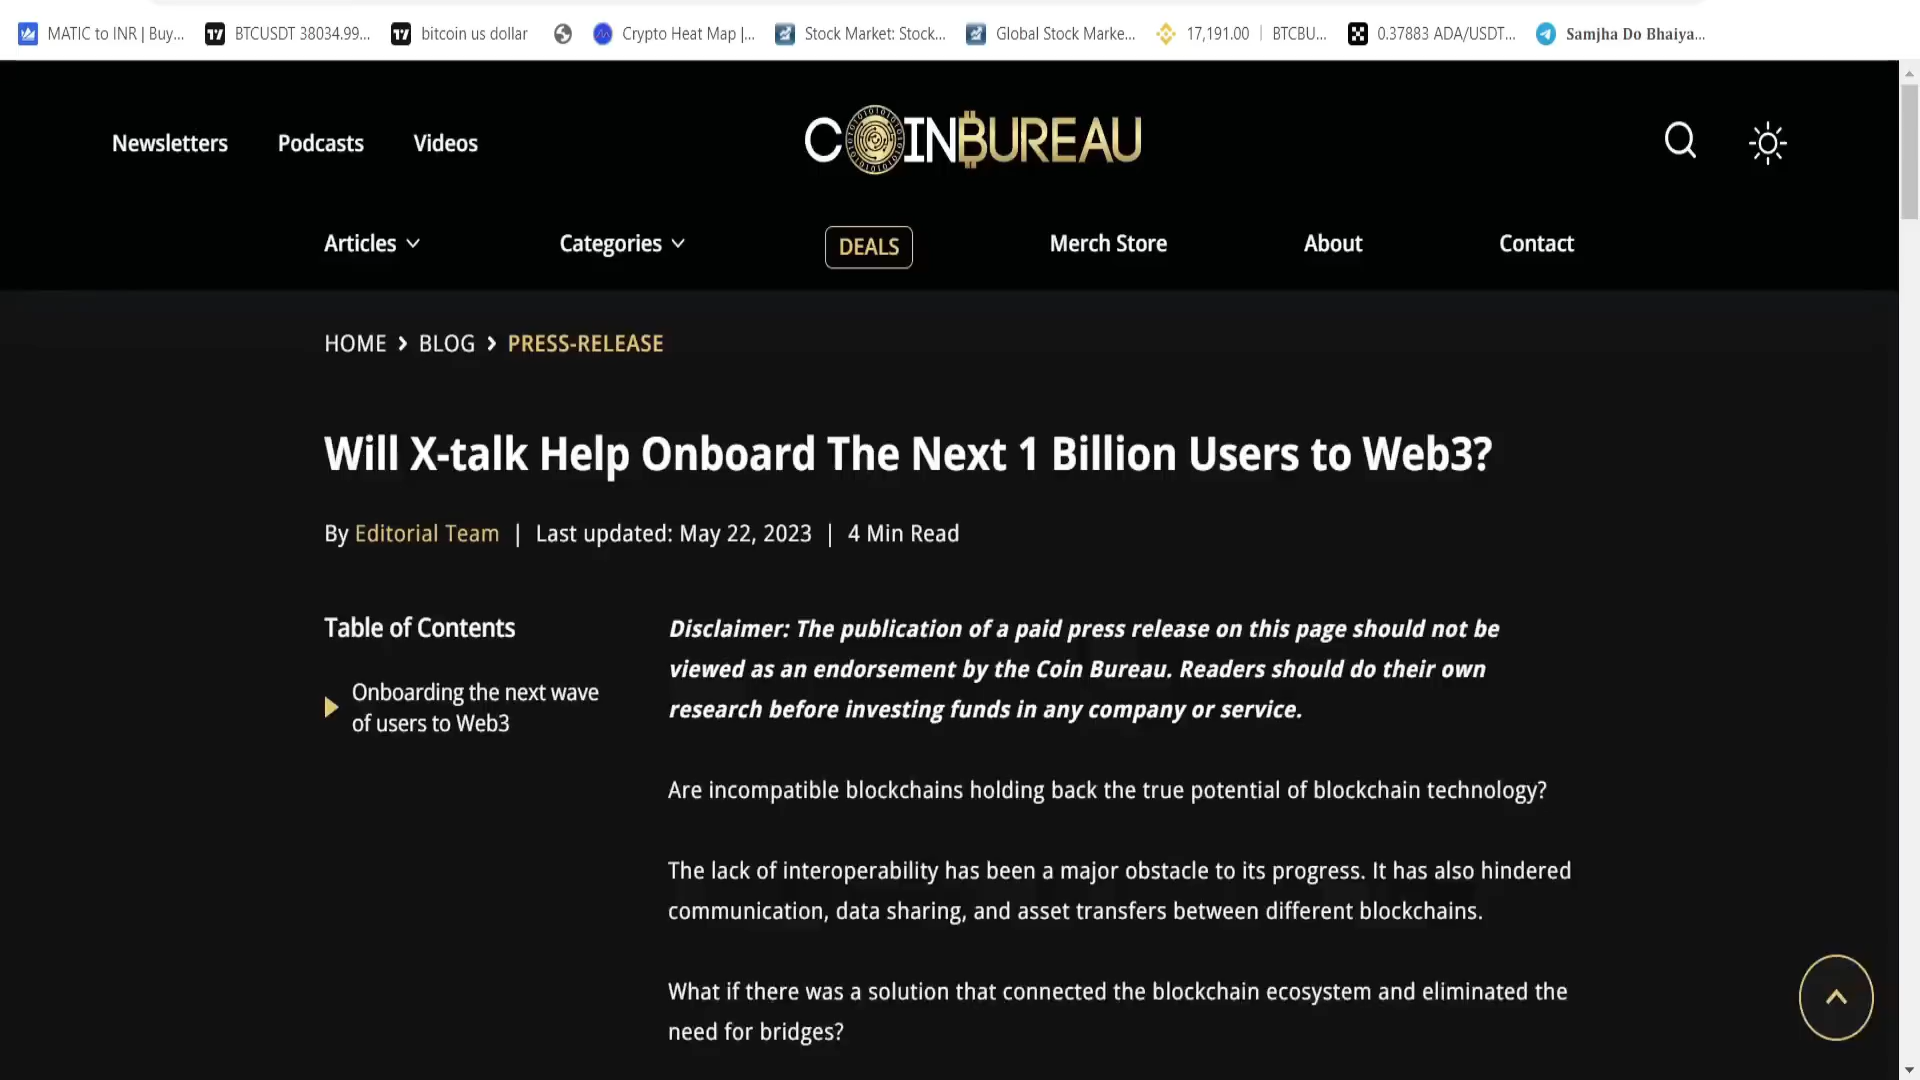 MATIC to INR | Buy... BTCUSDT 38034.99... bitcoin us dollar Crypto Heat Map |... Stock Market: Stock... Global Stock Marke... 17,191.00 | BTCBU... 0.37883 ADA/USDT... Samjha Do Bhaiya...
Newsletters Podcasts Videos COINBUREAU
Articles Categories DEALS Merch Store About Contact
HOME > BLOG > PRESS-RELEASE
Will X-talk Help Onboard The Next 1 Billion Users to Web3?
By Editorial Team | Last updated: May 22, 2023 | 4 Min Read
Table of Contents
Onboarding the next wave
of users to Web3
Disclaimer: The publication of a paid press release on this page should not be
viewed as an endorsement by the Coin Bureau. Readers should do their own
research before investing funds in any company or service.
Are incompatible blockchains holding back the true potential of blockchain technology?
The lack of interoperability has been a major obstacle to its progress. It has also hindered
communication, data sharing, and asset transfers between different blockchains.
What if there was a solution that connected the blockchain ecosystem and eliminated the
need for bridges?